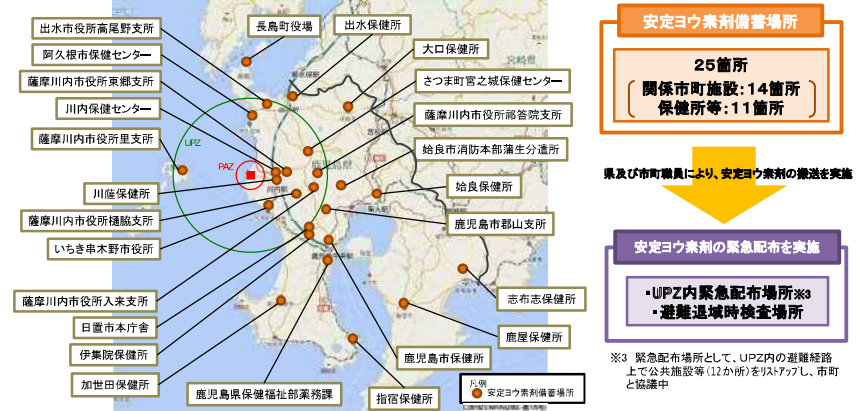 出水市役所高尾野支所
阿久根市保健センター
薩摩川内市役所東郷支所
川内保健センター
薩摩川内市役所里支所
川薩保健所
薩摩川内市役所樋脇支所
いちき串木野市役所
薩摩川内市役所入来支所
日置市本庁舎
伊集院保健所
加世田保健所
長島町役場
出水保健所
大口保健所
さつま町宮之城保健センター
薩摩川内市役所祁答院支所
姶良市消防本部蒲生分遣所
姶良保健所
鹿児島市郡山支所
志布志保健所
鹿屋保健所
鹿児島市保健所
指宿保健所
鹿児島県保健福祉部薬務課
UPZ
PAZ
宮崎県
鹿児島県
川内駅
凡例
安定ヨウ素剤備蓄場所
安定ヨウ素剤備蓄場所
25箇所
関係市町施設:14箇所
保健所等:11箇所
県及び市町職員により、安定ヨウ素剤の搬送を実施
安定ヨウ素剤の緊急配布を実施
・UPZ内緊急配布場所※3
・避難退域時検査場所
※3 緊急配布場所として、UPZ内の避難経路
上で公共施設等(12か所)をリストアップし、市町
と協議中